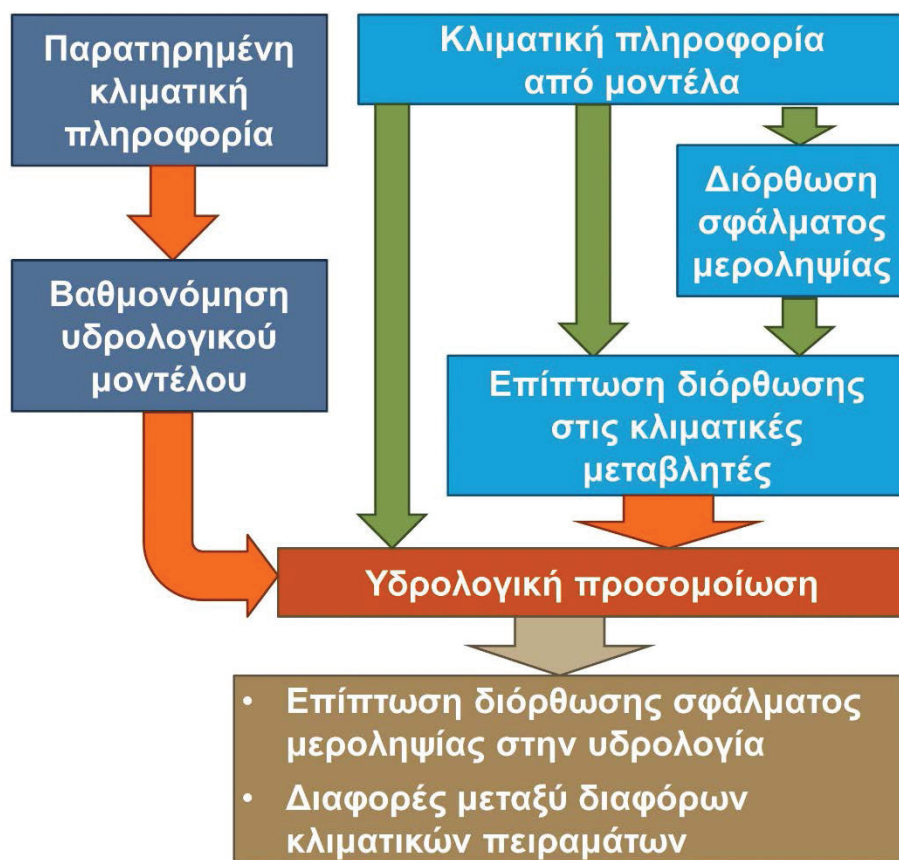 Παρατηρημένη
κλιματική
πληροφορία
Κλιματική πληροφορία
από μοντέλα
Διόρθωση
σφάλματος
μεροληψίας
Βαθμονόμηση
υδρολογικού
μοντέλου
Επίπτωση διόρθωσης
στις κλιματικές
μεταβλητές
Υδρολογική προσομοίωση
• Επίπτωση διόρθωσης σφάλματος
μεροληψίας στην υδρολογία
• Διαφορές μεταξύ διαφόρων
κλιματικών πειραμάτων